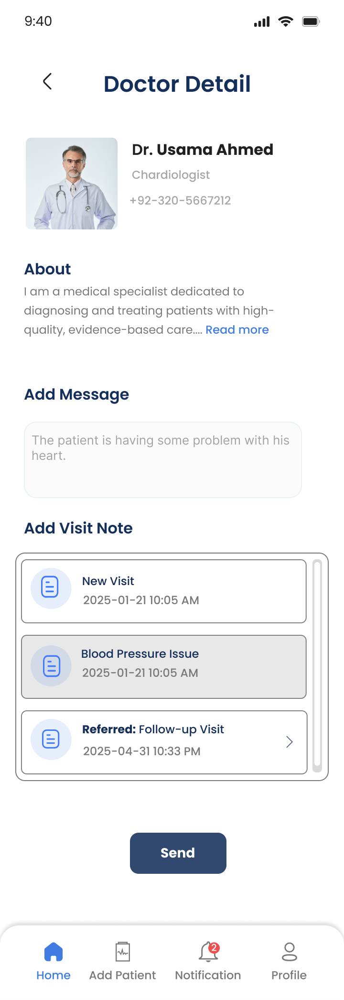 9:40
Doctor Detail
Dr. Usama Ahmed
Chardiologist
+92-320-5667212
About
I am a medical specialist dedicated to
diagnosing and treating patients with high-
quality, evidence-based care.... Read more
Add Message
The patient is having some problem with his
heart.
Add Visit Note
New Visit
2025-01-21 10:05 AM
Blood Pressure Issue
2025-01-21 10:05 AM
Referred: Follow-up Visit
2025-04-31 10:33 PM
Send
2
Home Add Patient Notification Profile